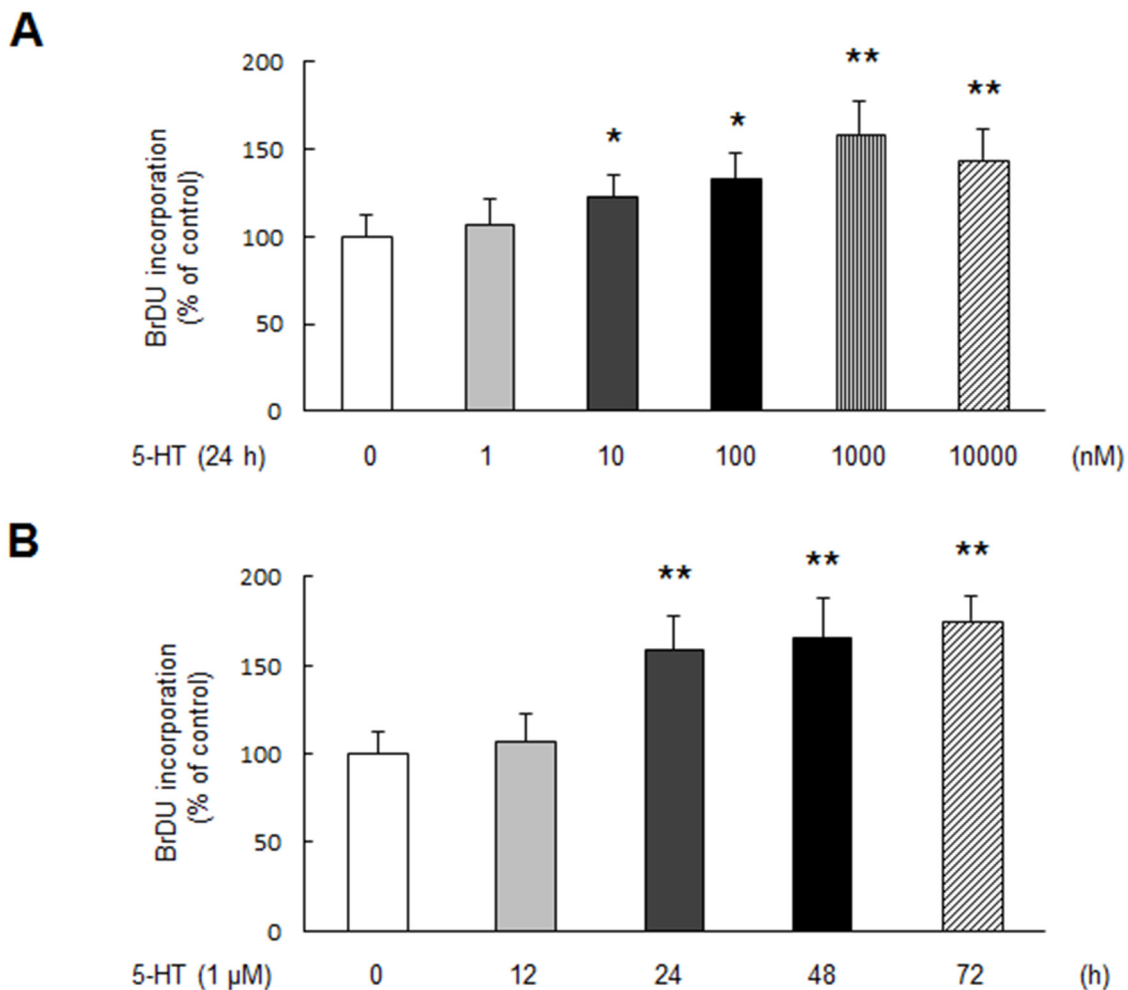 A
BrDU incorporation
(% of control)
200
150
100
50
0
* * ** **
5-HT (24 h) 0 1 10 100 1000 10000 (nM)
B
BrDU incorporation
(% of control)
200
150
100
50
0
** ** **
5-HT (1 µM) 0 12 24 48 72 (h)